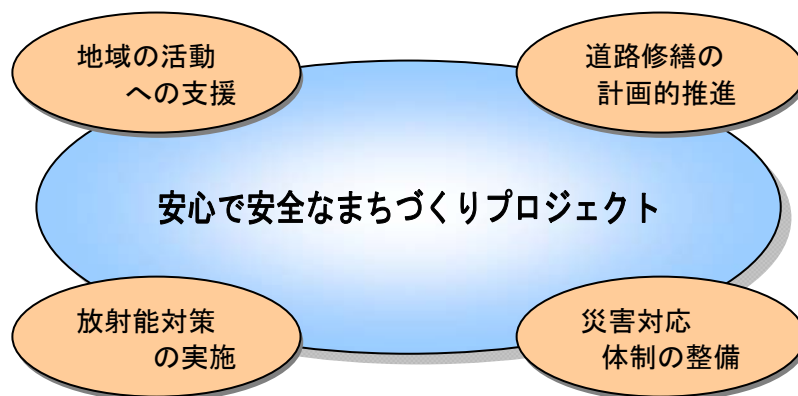 地域の活動
への支援
道路修繕の
計画的推進
安心で安全なまちづくりプロジェクト
放射能対策
の実施
災害対応
体制の整備